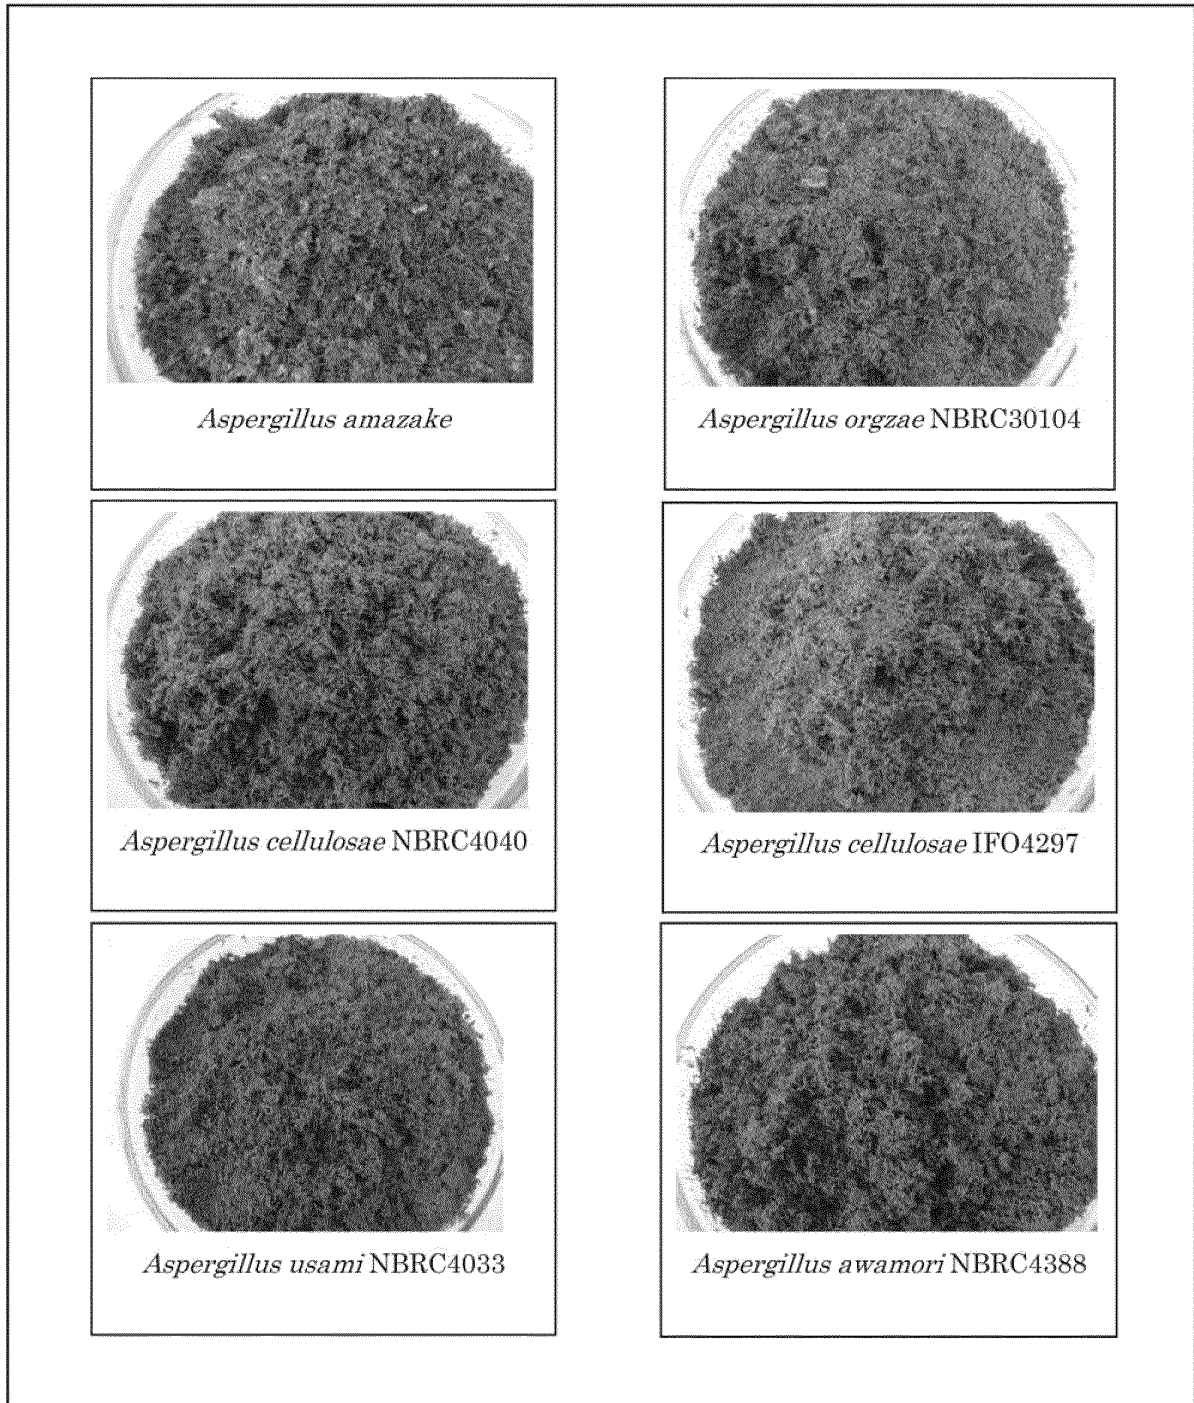 Aspergillus amazake
Aspergillus orgzae NBRC30104
Aspergillus cellulosae NBRC4040
Aspergillus cellulosae IFO4297
Aspergillus usami NBRC4033
Aspergillus awamori NBRC4388